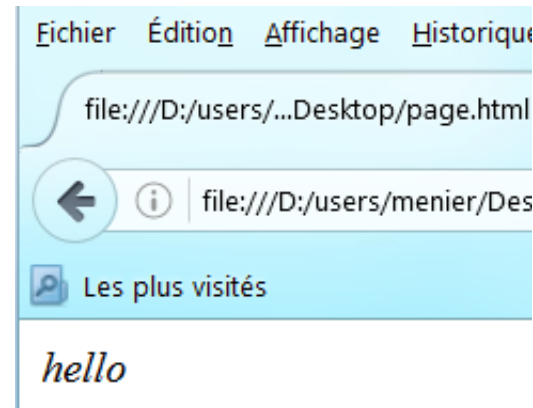 Fichier Édition Affichage Historique
file:///D:/users/...Desktop/page.html
file:///D:/users/menier/Des
Les plus visités
hello